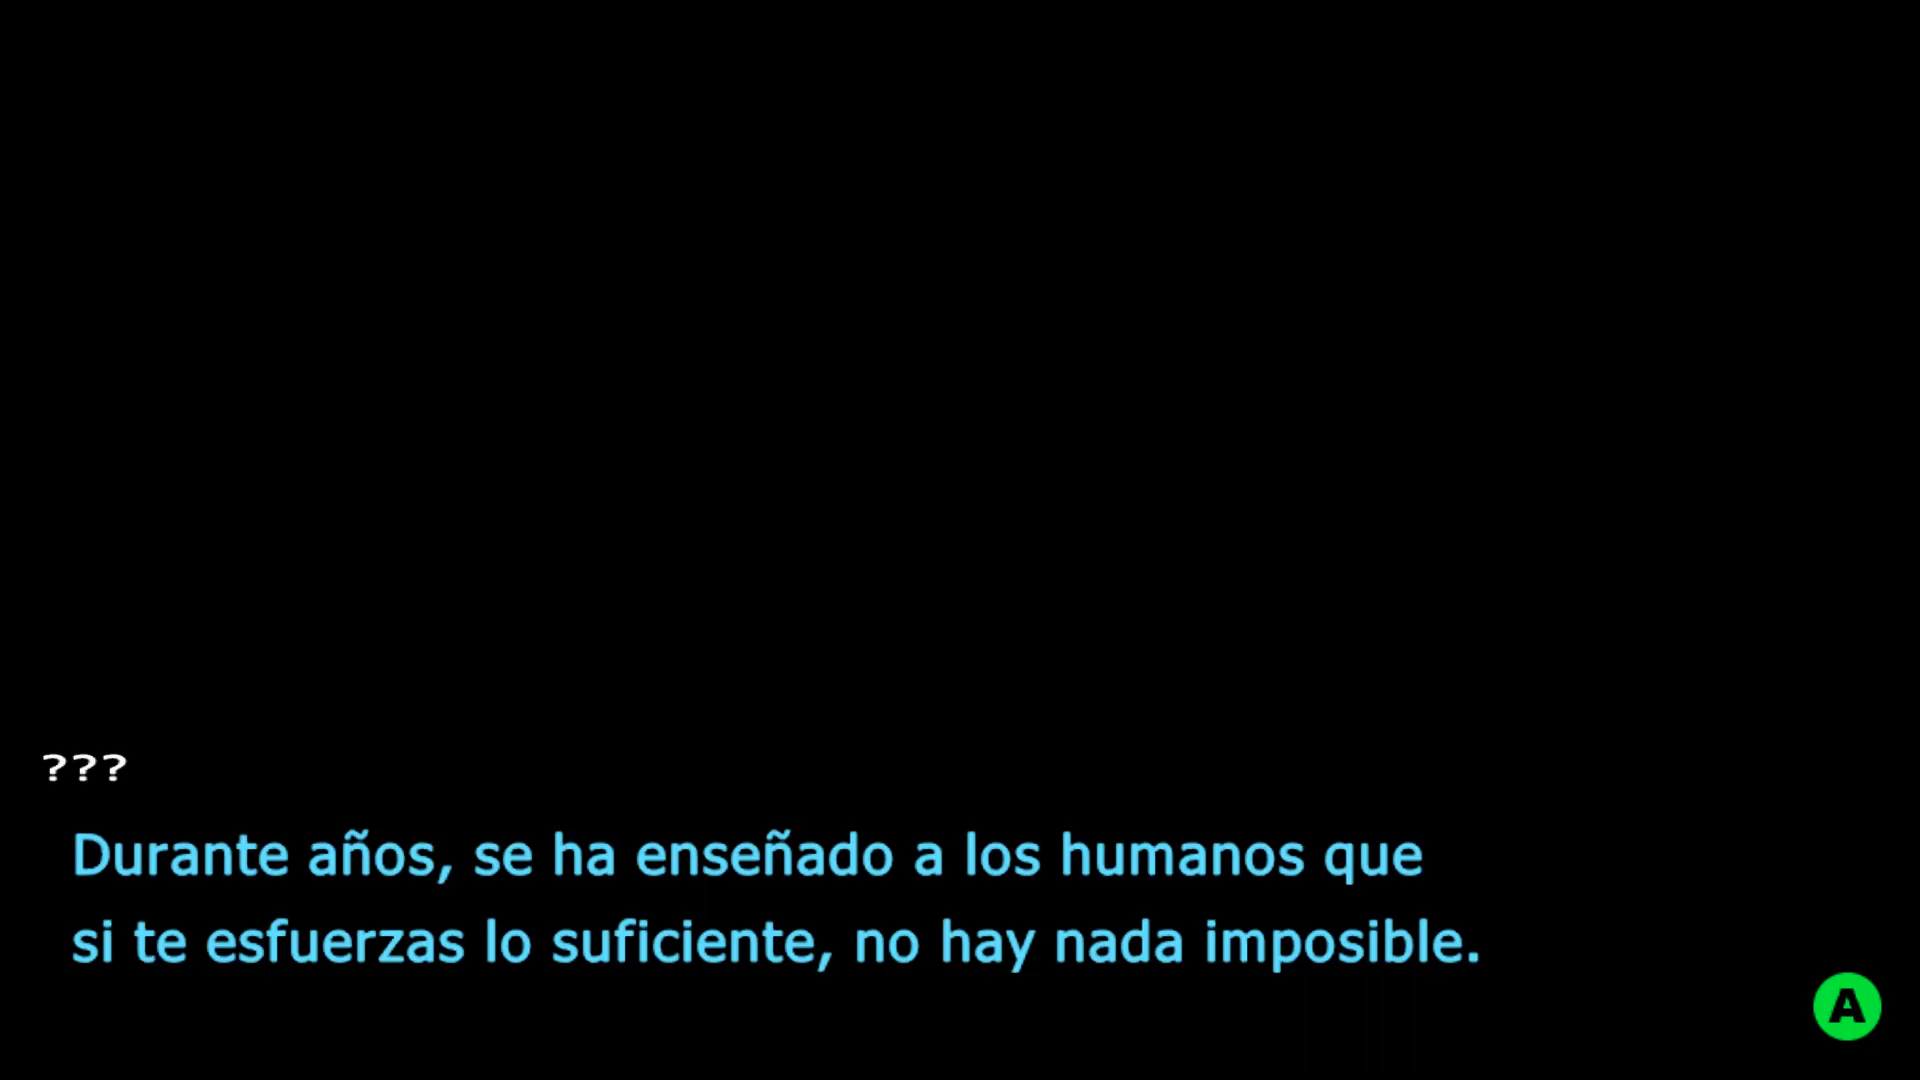 ???
Durante años, se ha enseñado a los humanos que
si te esfuerzas lo suficiente, no hay nada imposible.
A